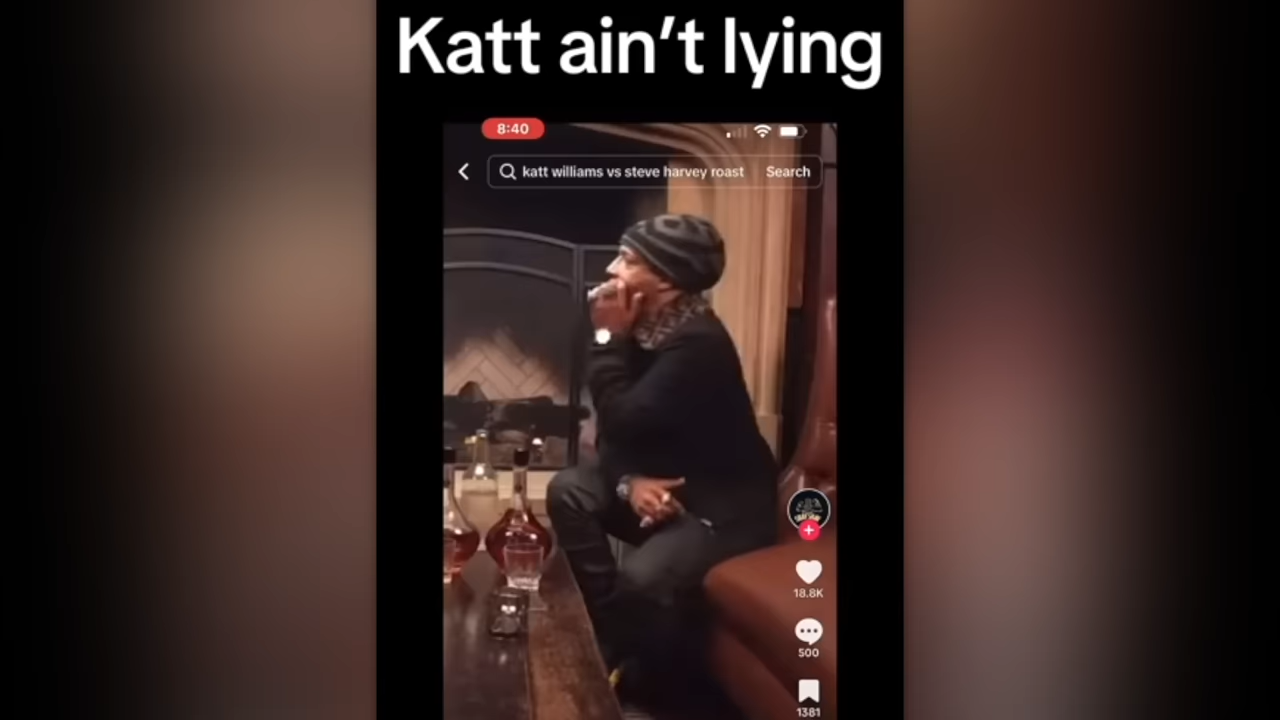 Katt ain't lying
8:40
katt williams vs steve harvey roast Search
18.8K
500
1381